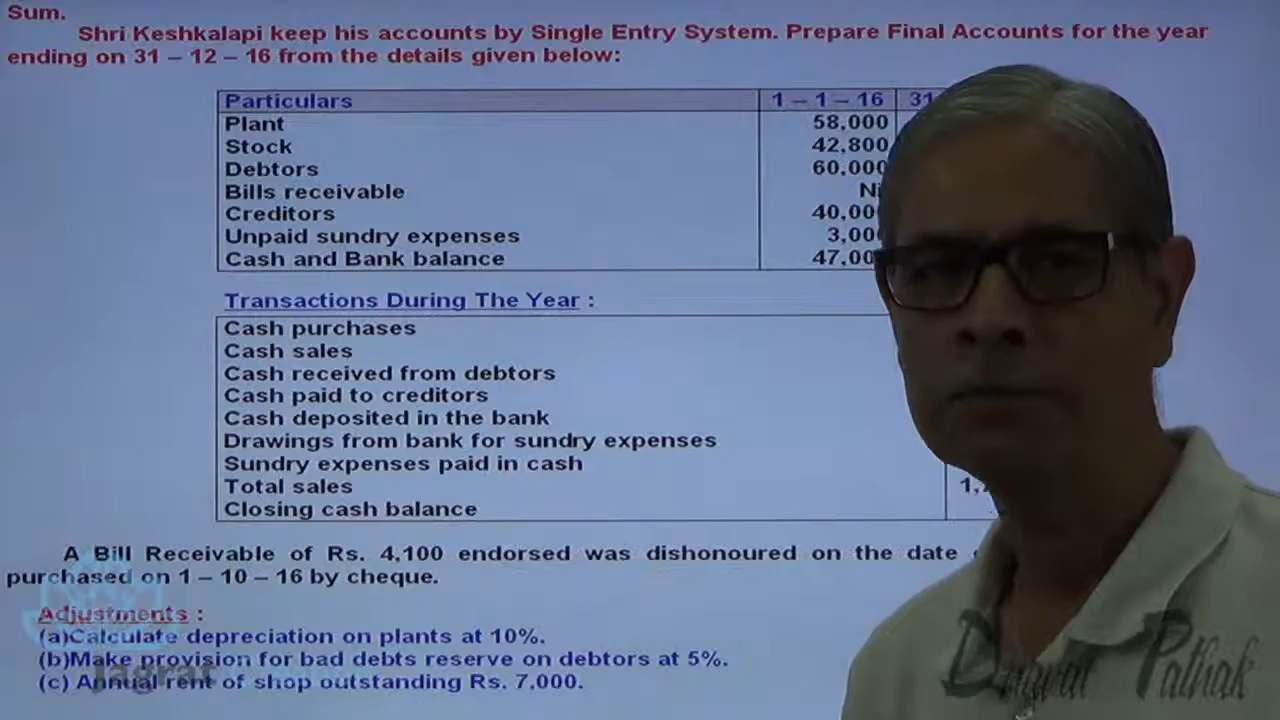 Sum.
Shri Keshkalapi keep his accounts by Single Entry System. Prepare Final Accounts for the year
ending on 31 – 12 – 16 from the details given below:
Particulars 1 – 1 – 16 31
Plant 58,000
Stock 42,800
Debtors 60,000
Bills receivable
Creditors
Unpaid sundry expenses
Cash and Bank balance
Transactions During The Year :
Cash purchases
Cash sales
Cash received from debtors
Cash paid to creditors
Cash deposited in the bank
Drawings from bank for sundry expenses
Sundry expenses paid in cash
Total sales
Closing cash balance
A Bill Receivable of Rs. 4,100 endorsed was dishonoured on the date
purchased on 1 – 10 – 16 by cheque.
Adjustments :
(a)Calculate depreciation on plants at 10%.
(b)Make provision for bad debts reserve on debtors at 5%.
(c) Annual rent of shop outstanding Rs. 7,000.
Jagrat
Pathak